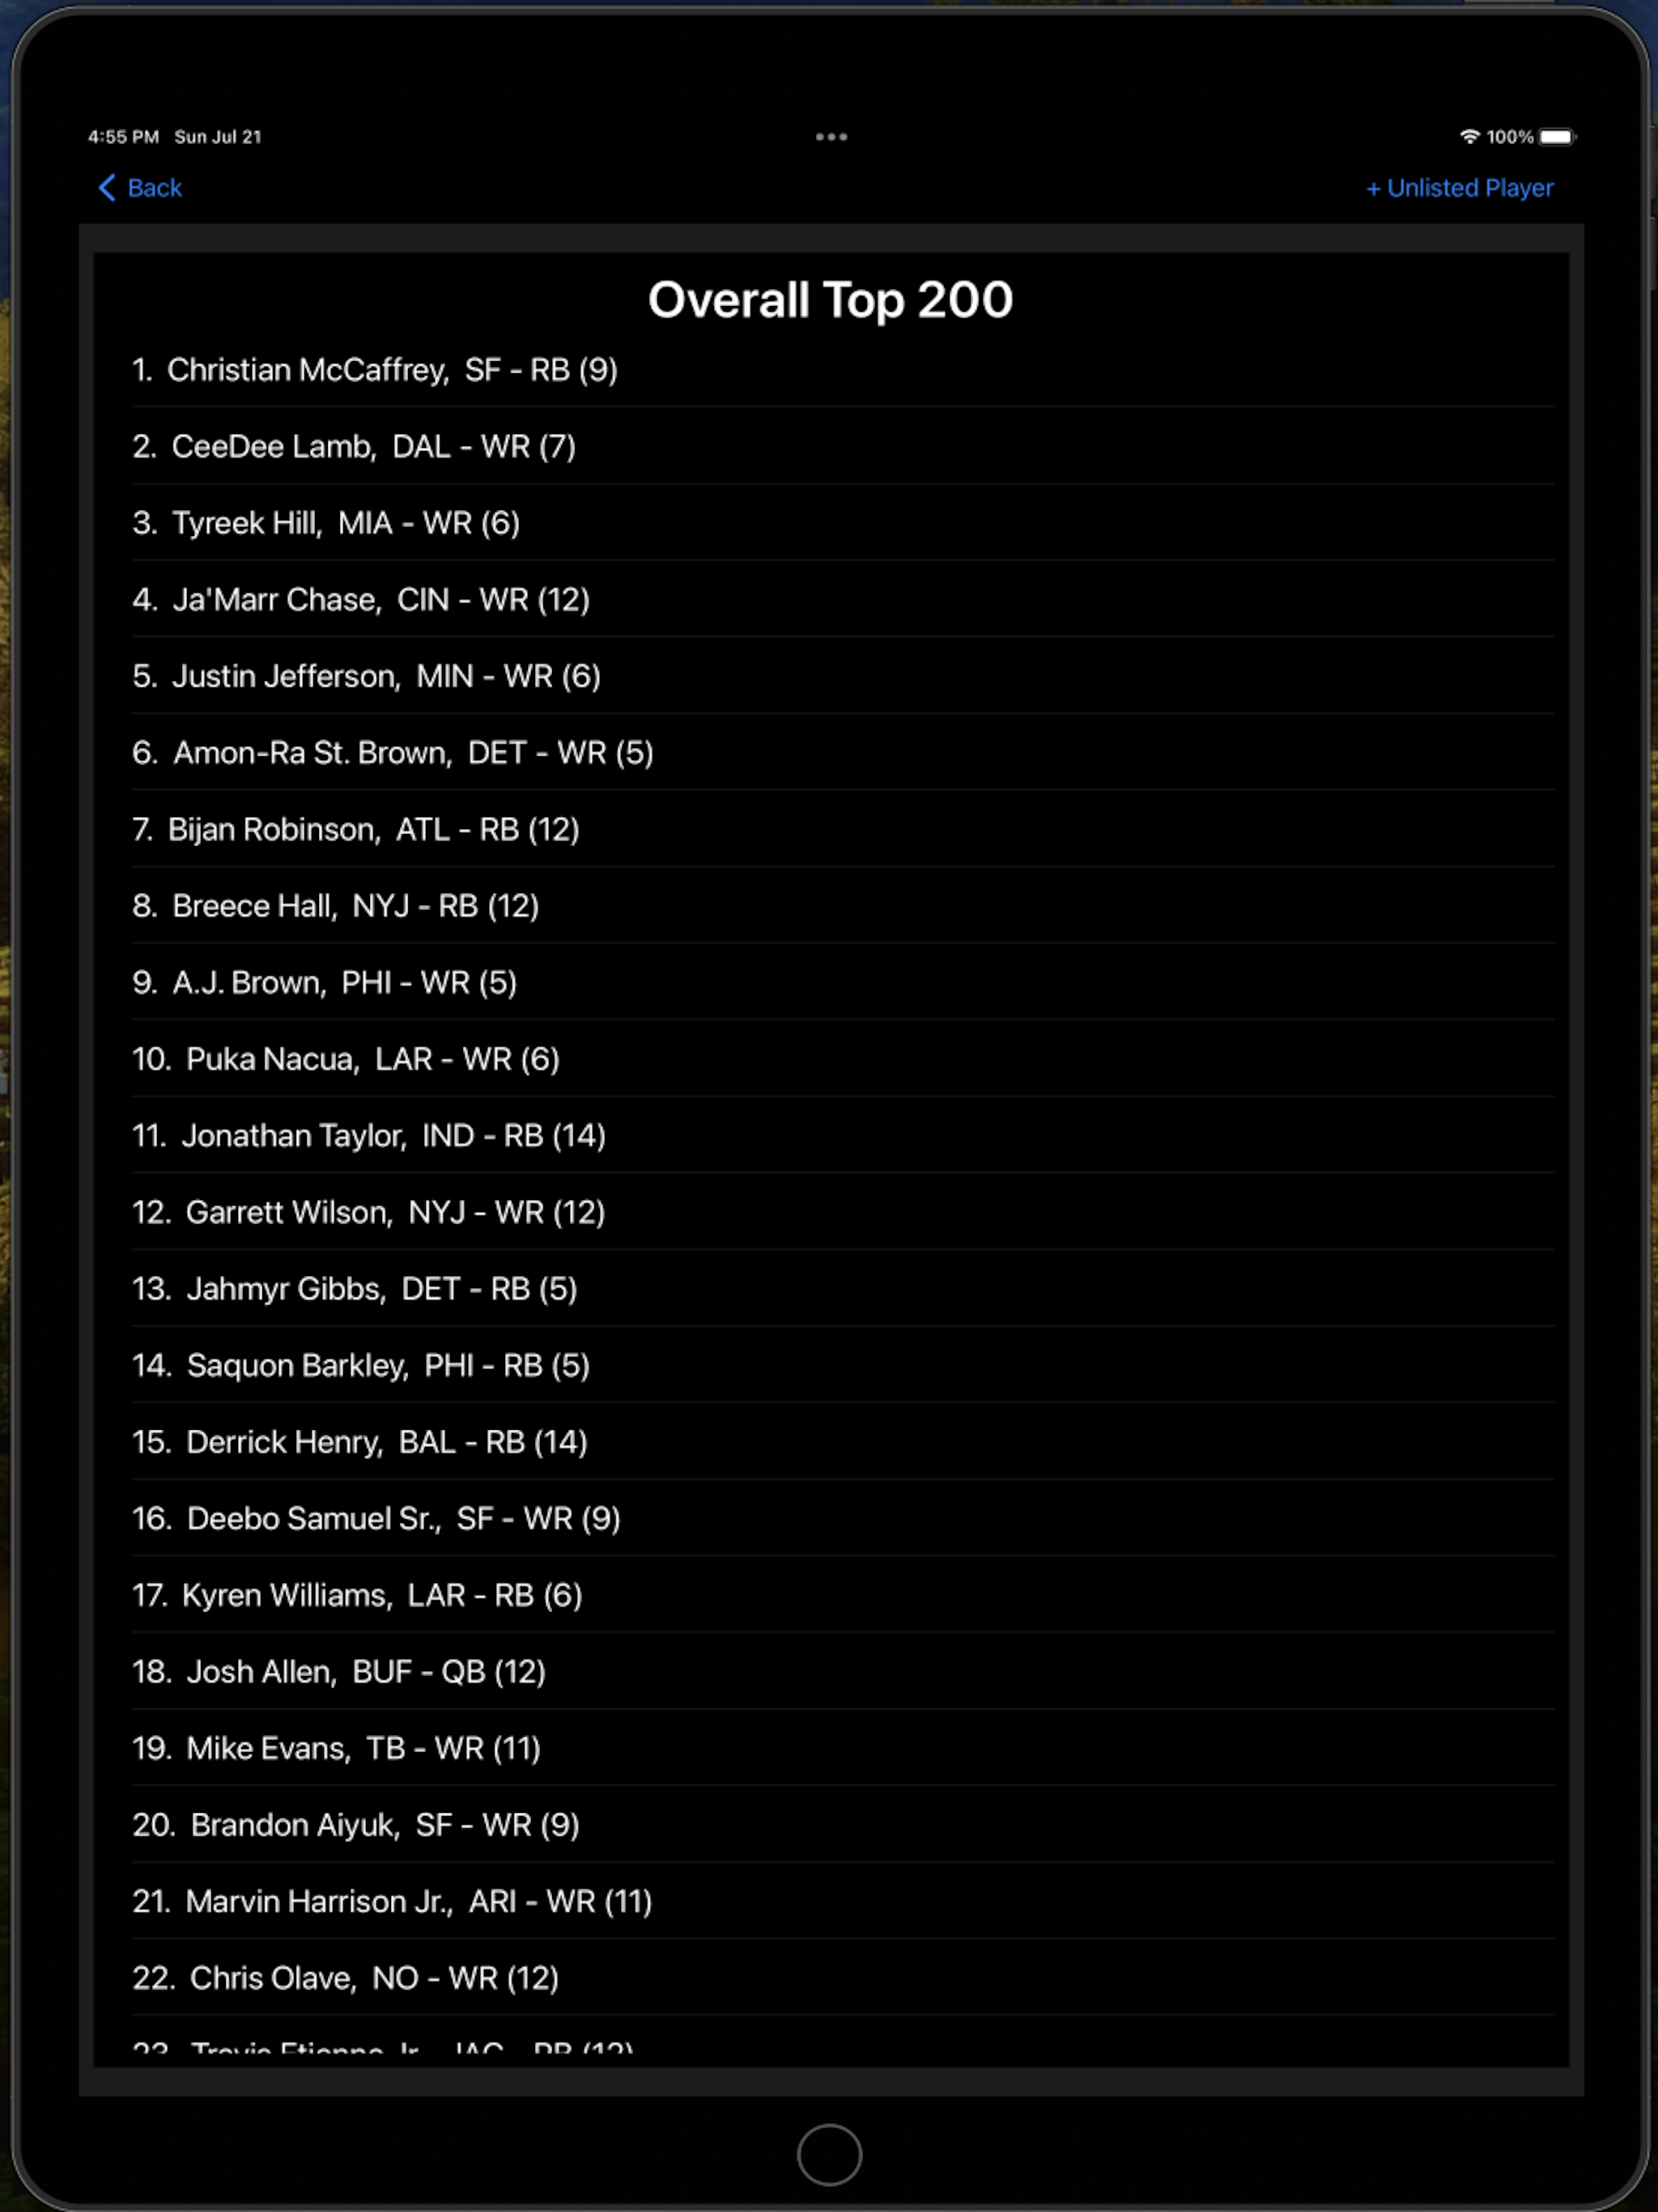 4:55 PM Sun Jul 21
100%
Back
+ Unlisted Player
Overall Top 200
1. Christian McCaffrey, SF - RB (9)
2. CeeDee Lamb, DAL - WR (7)
3. Tyreek Hill, MIA - WR (6)
4. Ja'Marr Chase, CIN - WR (12)
5. Justin Jefferson, MIN - WR (6)
6. Amon-Ra St. Brown, DET - WR (5)
7. Bijan Robinson, ATL - RB (12)
8. Breece Hall, NYJ - RB (12)
9. A.J. Brown, PHI - WR (5)
10. Puka Nacua, LAR - WR (6)
11. Jonathan Taylor, IND - RB (14)
12. Garrett Wilson, NYJ - WR (12)
13. Jahmyr Gibbs, DET - RB (5)
14. Saquon Barkley, PHI - RB (5)
15. Derrick Henry, BAL - RB (14)
16. Deebo Samuel Sr., SF - WR (9)
17. Kyren Williams, LAR - RB (6)
18. Josh Allen, BUF - QB (12)
19. Mike Evans, TB - WR (11)
20. Brandon Aiyuk, SF - WR (9)
21. Marvin Harrison Jr., ARI - WR (11)
22. Chris Olave, NO - WR (12)
23. Travis Etienne Jr., JAC - RB (12)